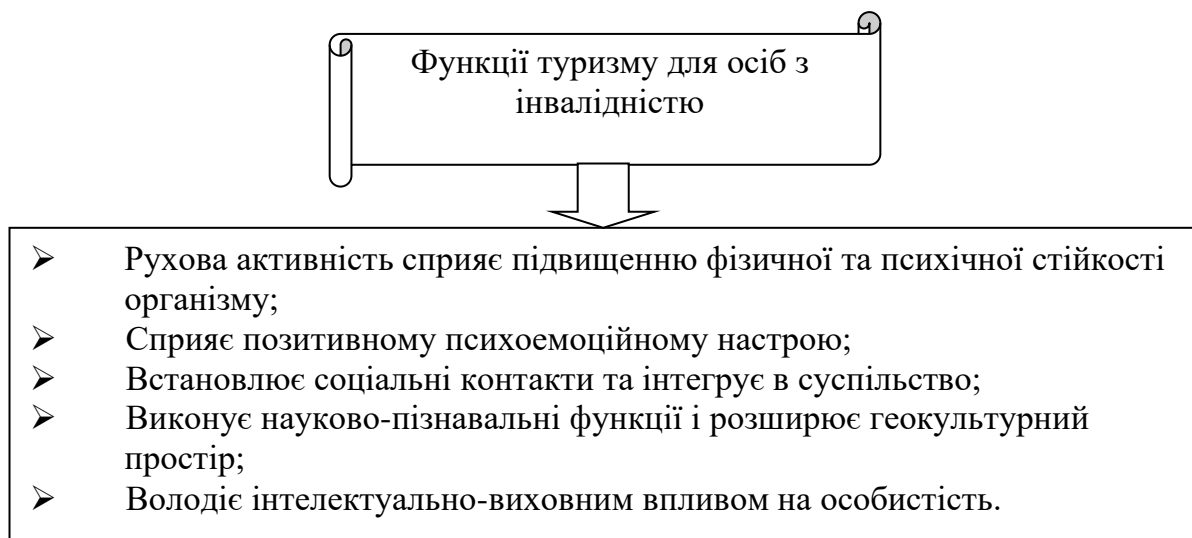 Функції туризму для осіб з
інвалідністю
➢ Рухова активність сприяє підвищенню фізичної та психічної стійкості
організму;
➢ Сприяє позитивному психоемоційному настрою;
➢ Встановлює соціальні контакти та інтегрує в суспільство;
➢ Виконує науково-пізнавальні функції і розширює геокультурний
простір;
➢ Володіє інтелектуально-виховним впливом на особистість.